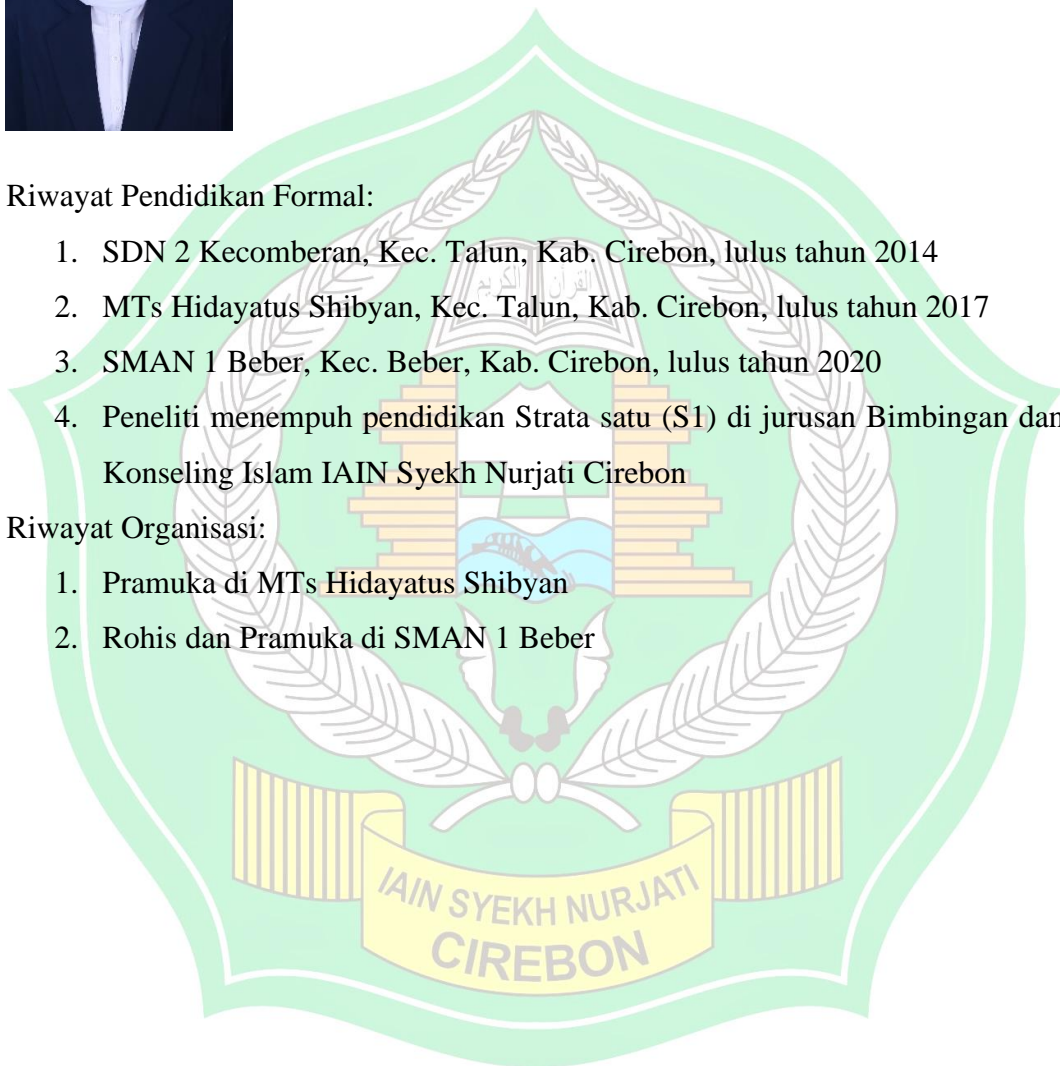 Riwayat Pendidikan Formal:
1. SDN 2 Kecomberan, Kec. Talun, Kab. Cirebon, lulus tahun 2014
القرآن الكريم
2. MTs Hidayatus Shibyan, Kec. Talun, Kab. Cirebon, lulus tahun 2017
3. SMAN 1 Beber, Kec. Beber, Kab. Cirebon, lulus tahun 2020
4. Peneliti menempuh pendidikan Strata satu (S1) di jurusan Bimbingan dan
Konseling Islam IAIN Syekh Nurjati Cirebon
Riwayat Organisasi:
1. Pramuka di MTs Hidayatus Shibyan
2. Rohis dan Pramuka di SMAN 1 Beber
IAIN SYEKH NURJATI
CIREBON